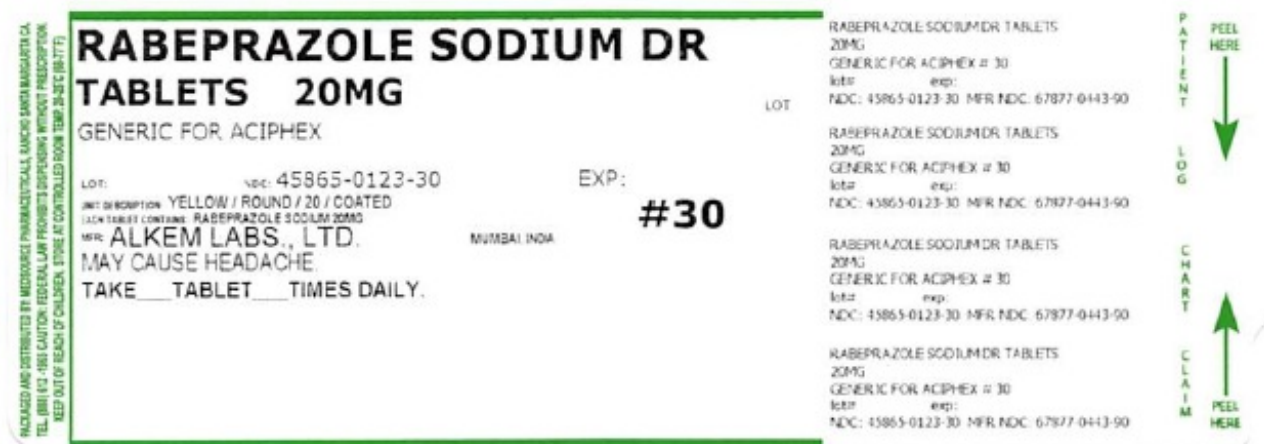 PACKAGED AND DISTRIBUTED BY: MEDSOURCE PHARMACEUTICALS, RANCHO SANTA MARGARITA CA.
TEL. (800) 612-1965 CAUTION: FEDERAL LAW PROHIBITS DISPENSING WITHOUT PRESCRIPTION.
KEEP OUT OF REACH OF CHILDREN. STORE AT CONTROLLED ROOM TEMP. 20-25°C (68-77°F)
RABEPRAZOLE SODIUM DR
TABLETS 20MG
LOT
GENERIC FOR ACIPHEX
LOT: NDC: 45865-0123-30 EXP:
UNIT DESCRIPTION: YELLOW / ROUND / 20 / COATED
EACH TABLET CONTAINS: RABEPRAZOLE SODIUM 20MG
#30
MFR: ALKEM LABS., LTD. MUMBAI, INDIA
MAY CAUSE HEADACHE.
TAKE___TABLET___TIMES DAILY.
RABEPRAZOLE SODIUM DR TABLETS
20MG
GENERIC FOR ACIPHEX # 30
lot# exp:
NDC: 45865-0123-30 MFR NDC: 67877-0443-90
RABEPRAZOLE SODIUM DR TABLETS
20MG
GENERIC FOR ACIPHEX # 30
lot# exp:
NDC: 45865-0123-30 MFR NDC: 67877-0443-90
RABEPRAZOLE SODIUM DR TABLETS
20MG
GENERIC FOR ACIPHEX # 30
lot# exp:
NDC: 45865-0123-30 MFR NDC: 67877-0443-90
RABEPRAZOLE SODIUM DR TABLETS
20MG
GENERIC FOR ACIPHEX # 30
lot# exp:
NDC: 45865-0123-30 MFR NDC: 67877-0443-90
PATIENT LOG CHART CLAIM
PEEL
HERE
PEEL
HERE